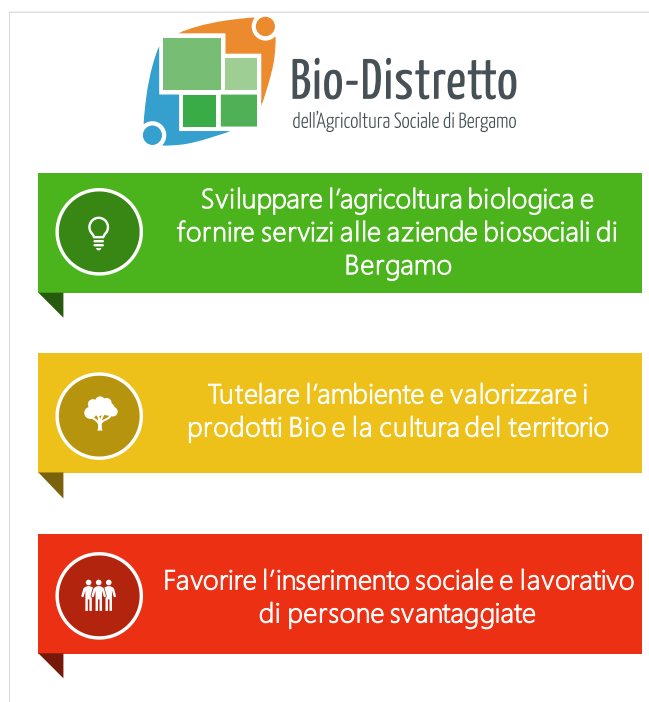 Bio-Distretto
dell'Agricoltura Sociale di Bergamo
Sviluppare l'agricoltura biologica e
fornire servizi alle aziende biosociali di
Bergamo
Tutelare l'ambiente e valorizzare i
prodotti Bio e la cultura del territorio
Favorire l'inserimento sociale e lavorativo
di persone svantaggiate